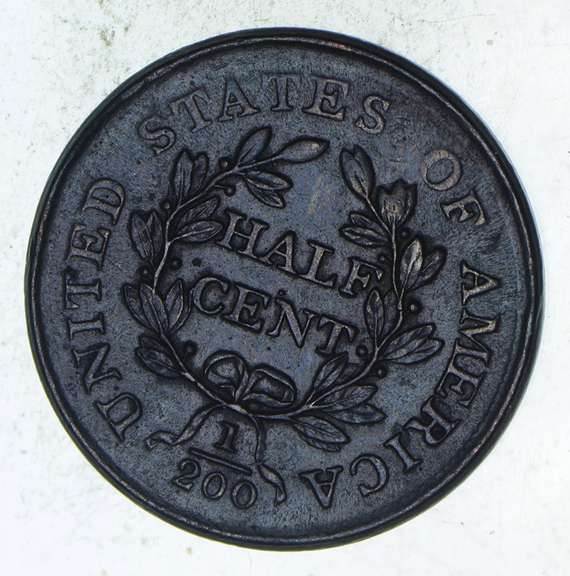 UNITED STATES OF AMERICA
HALF
CENT.
1
200